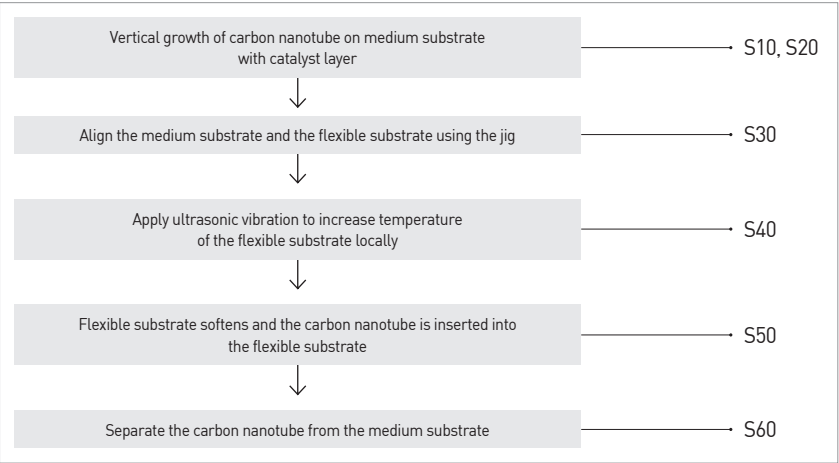 Vertical growth of carbon nanotube on medium substrate
with catalyst layer
S10, S20
Align the medium substrate and the flexible substrate using the jig
S30
Apply ultrasonic vibration to increase temperature
of the flexible substrate locally
S40
Flexible substrate softens and the carbon nanotube is inserted into
the flexible substrate
S50
Separate the carbon nanotube from the medium substrate
S60